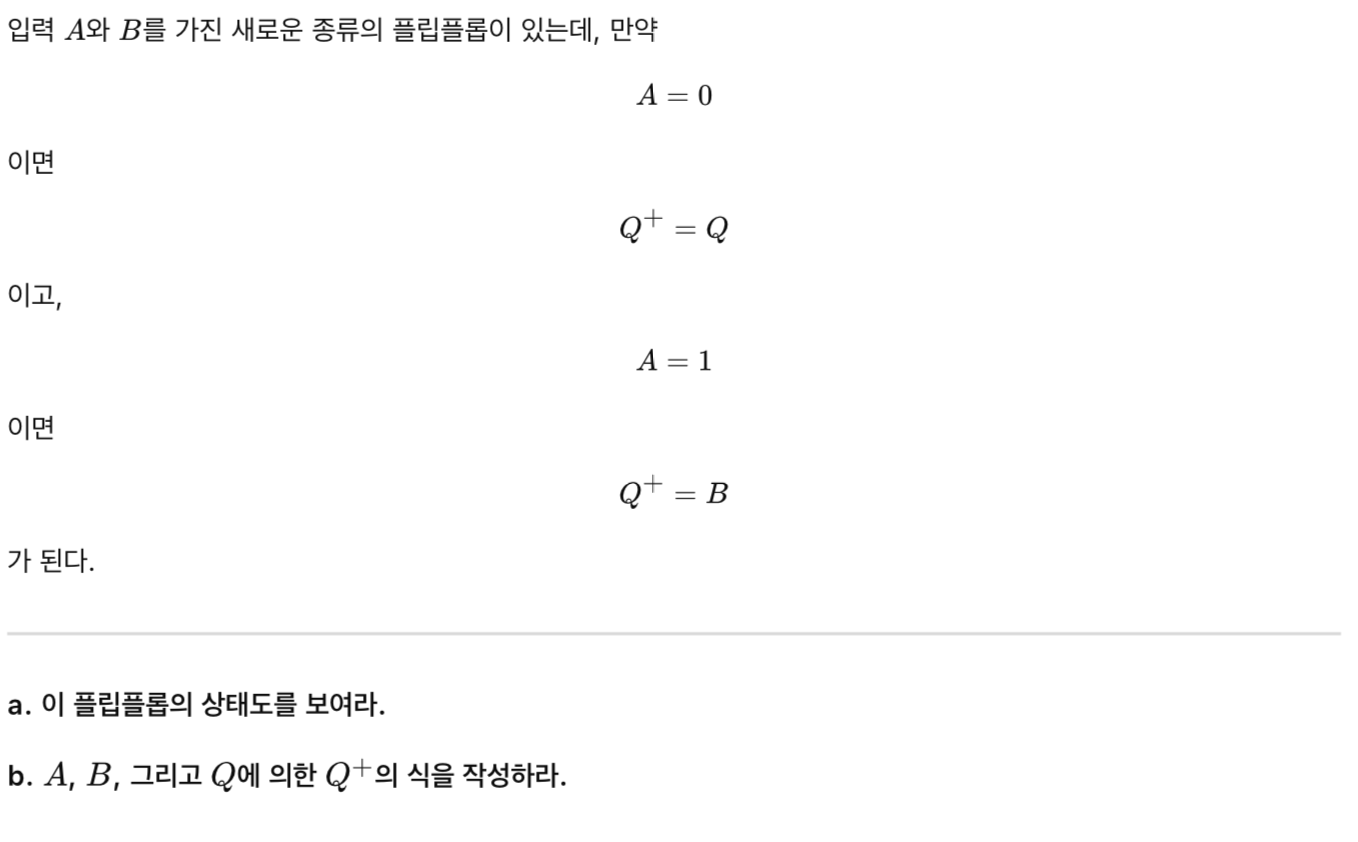 입력 A와 B를 가진 새로운 종류의 플립플롭이 있는데, 만약
A = 0
이면
Q⁺ = Q
이고,
A = 1
이면
Q⁺ = B
가 된다.
a. 이 플립플롭의 상태도를 보여라.
b. A, B, 그리고 Q에 의한 Q⁺의 식을 작성하라.